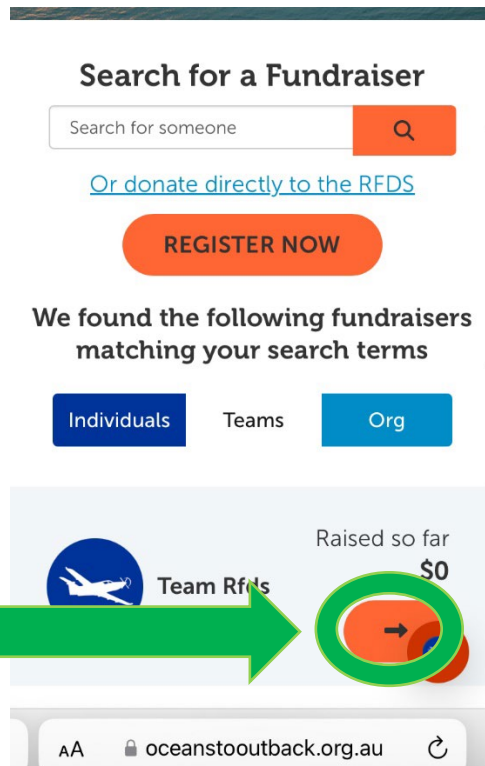 Search for a Fundraiser
Search for someone
Or donate directly to the RFDS
REGISTER NOW
We found the following fundraisers
matching your search terms
Individuals Teams Org
Raised so far
$0
Team Rfds
AA oceanstooutback.org.au